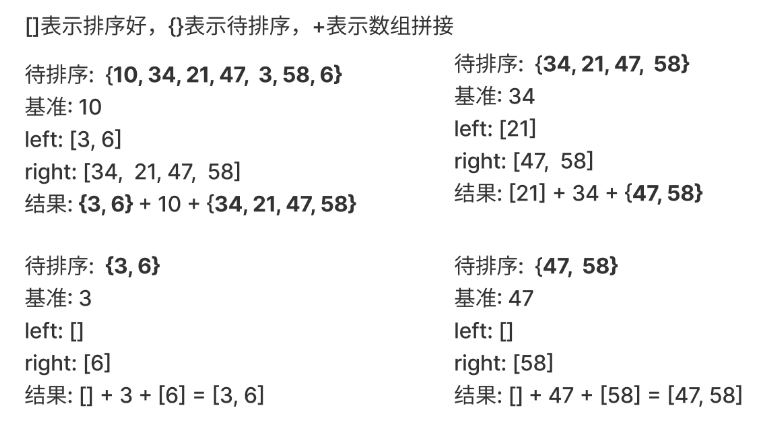 []表示排序好，{}表示待排序，+表示数组拼接
待排序: {10, 34, 21, 47, 3, 58, 6}
基准: 10
left: [3, 6]
right: [34, 21, 47, 58]
结果: {3, 6} + 10 + {34, 21, 47, 58}
待排序: {34, 21, 47, 58}
基准: 34
left: [21]
right: [47, 58]
结果: [21] + 34 + {47, 58}
待排序: {3, 6}
基准: 3
left: []
right: [6]
结果: [] + 3 + [6] = [3, 6]
待排序: {47, 58}
基准: 47
left: []
right: [58]
结果: [] + 47 + [58] = [47, 58]